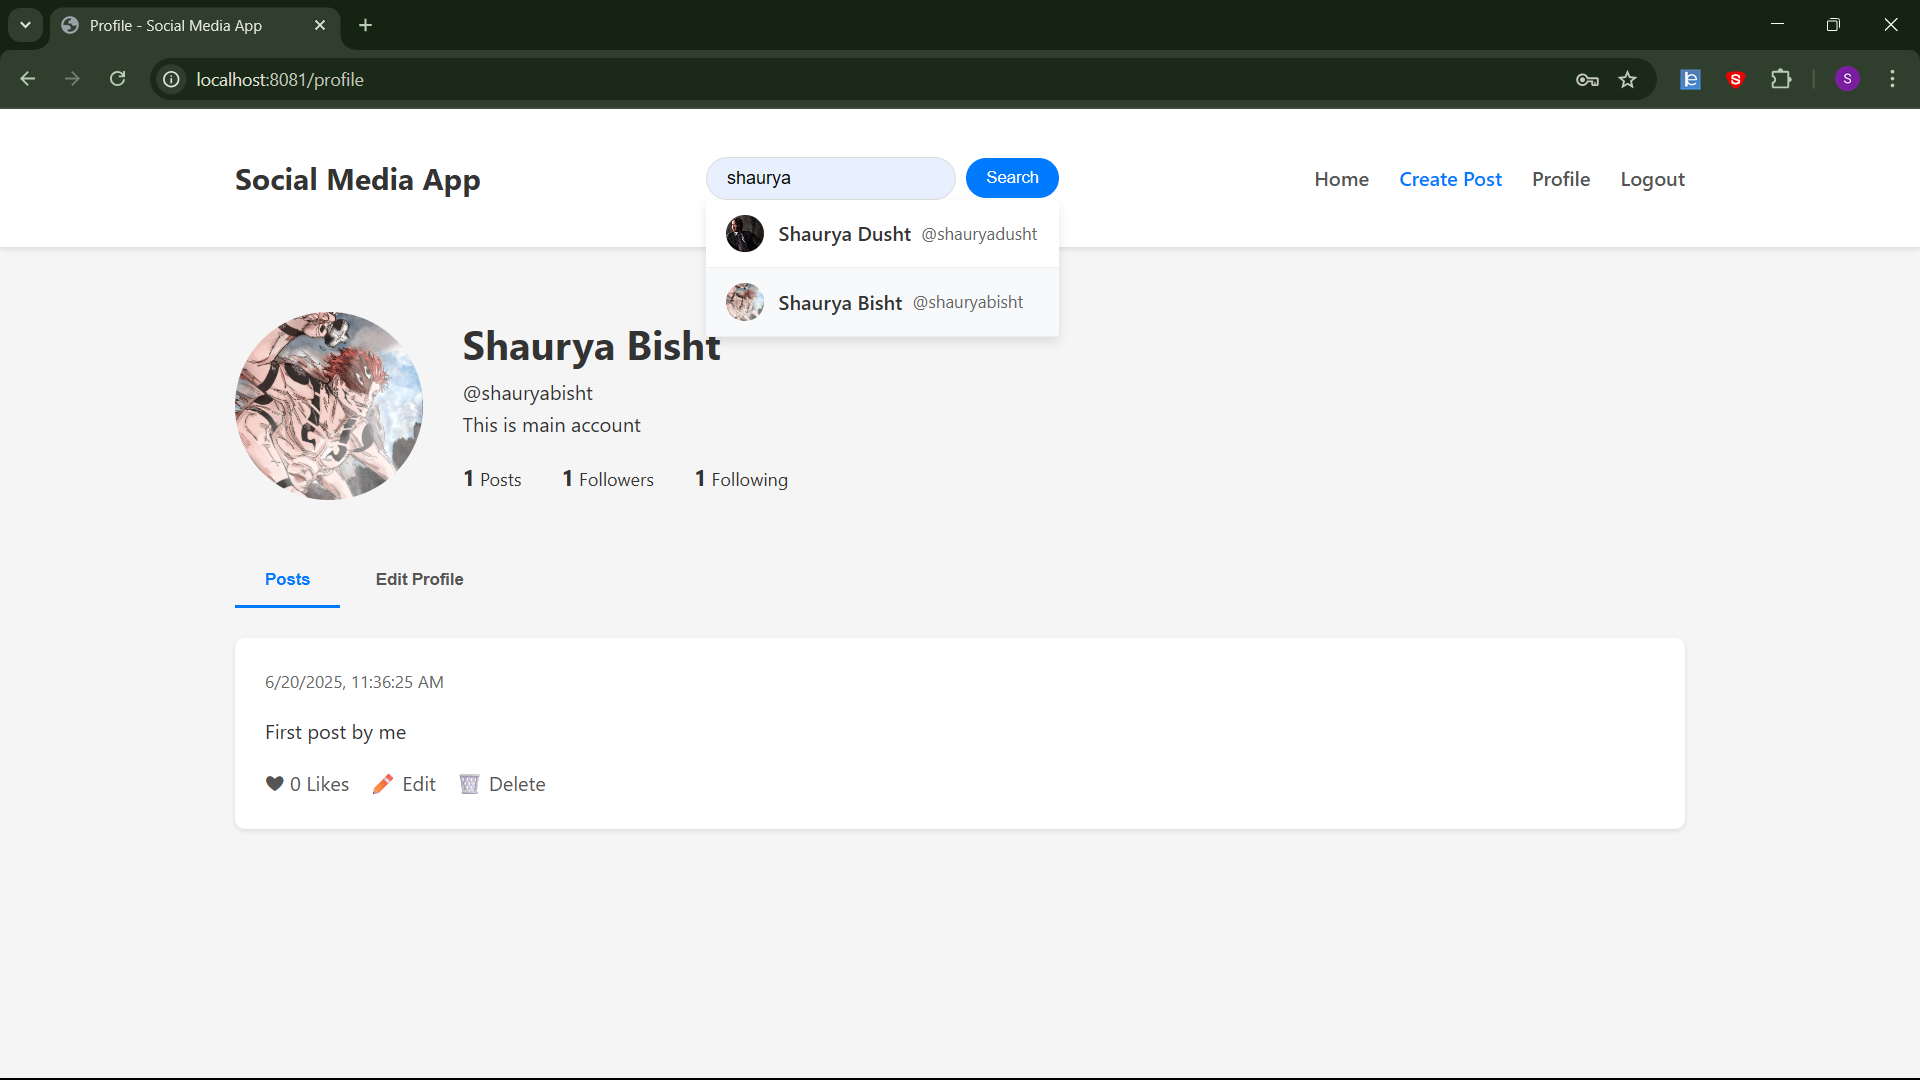 Profile - Social Media App
localhost:8081/profile
S
S
Social Media App
shaurya
Search
Home
Create Post
Profile
Logout
Shaurya Dusht @shauryadusht
Shaurya Bisht @shauryabisht
Shaurya Bisht
@shauryabisht
This is main account
1 Posts
1 Followers
1 Following
Posts
Edit Profile
6/20/2025, 11:36:25 AM
First post by me
0 Likes
Edit
Delete